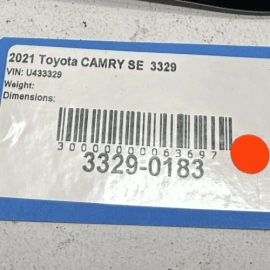 2021 Toyota CAMRY SE 3329
VIN: U433329
Weight:
Dimensions:
3000000063697
3329-0183